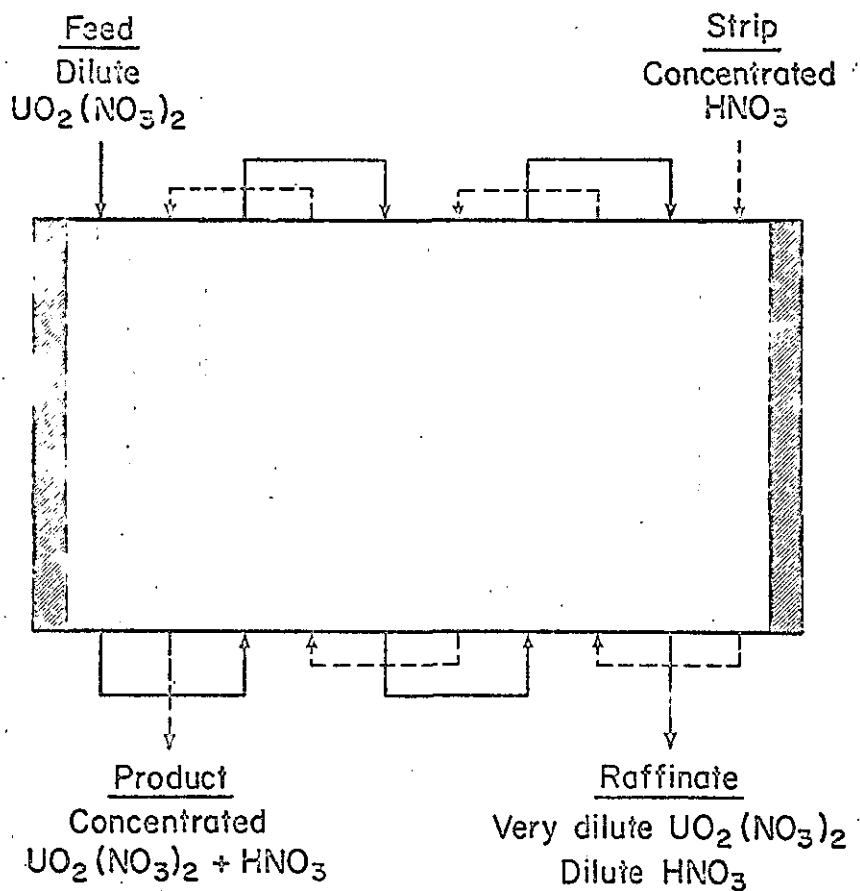 Feed
Dilute
UO₂(NO₃)₂
Strip
Concentrated
HNO₃
Product
Concentrated
UO₂(NO₃)₂ + HNO₃
Raffinate
Very dilute UO₂(NO₃)₂
Dilute HNO₃